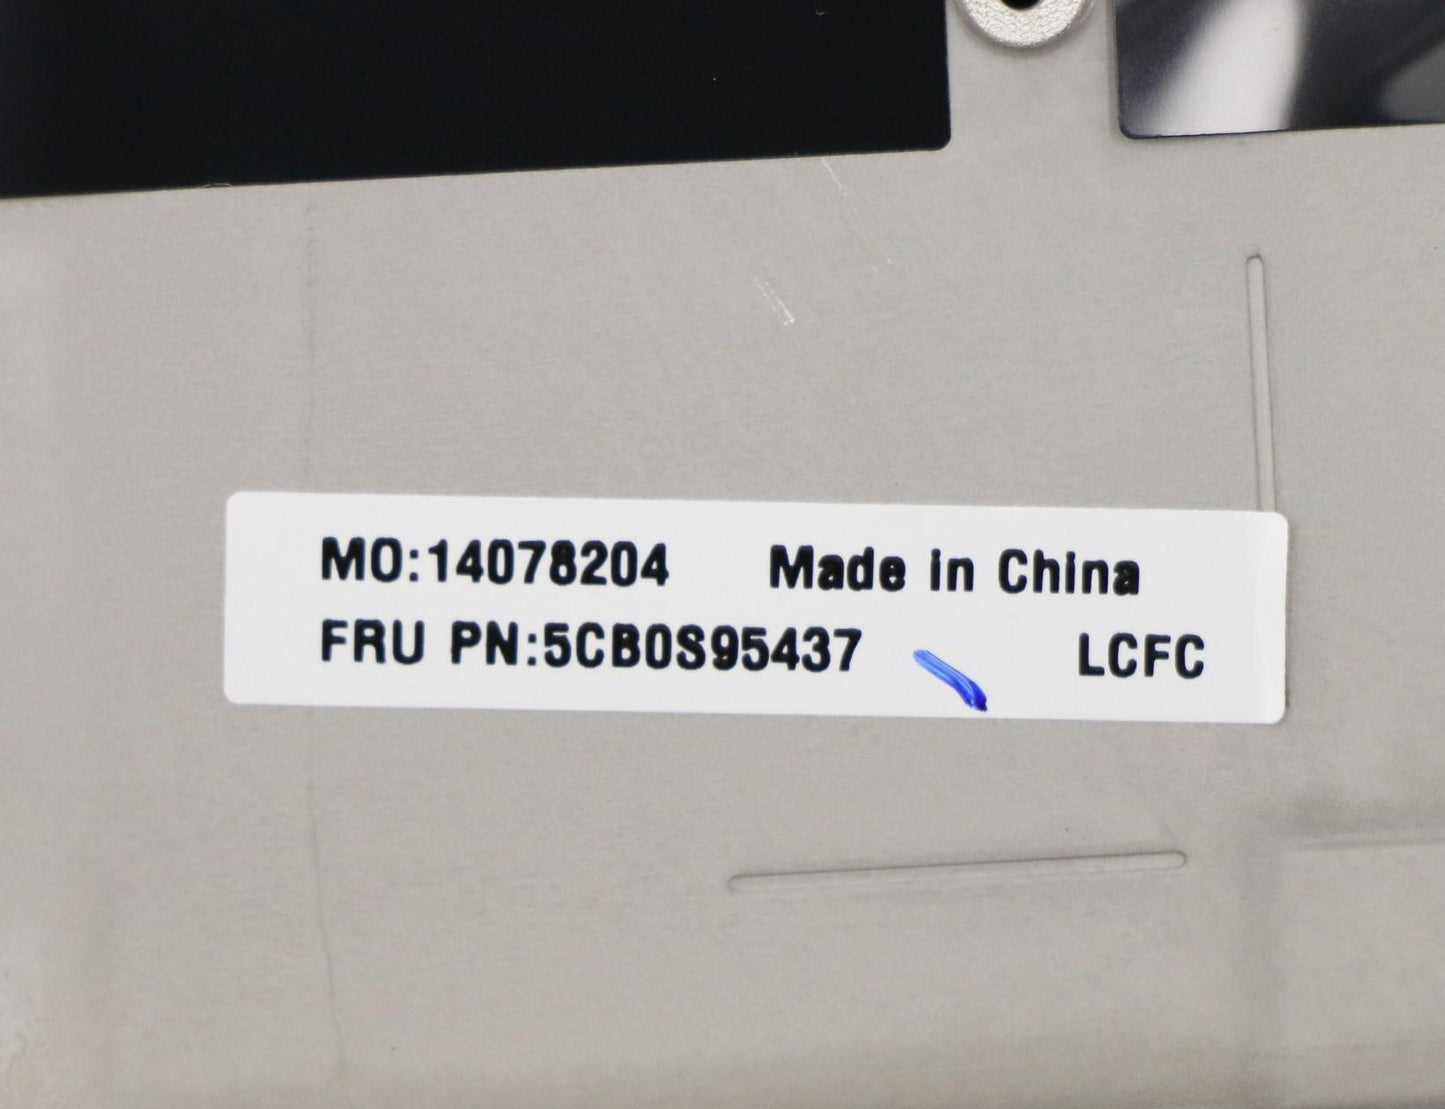 MO:14078204 Made in China
FRU PN:5CB0S95437 LCFC